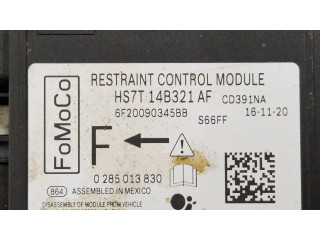 FoMoCo
RESTRAINT CONTROL MODULE
HS7T 14B321 AF CD391NA
6F20090345BB 16-11-20
S66FF
F
0 285 013 830
864 ASSEMBLED IN MEXICO
DISASSEMBLY OF MODULE FROM VEHICLE